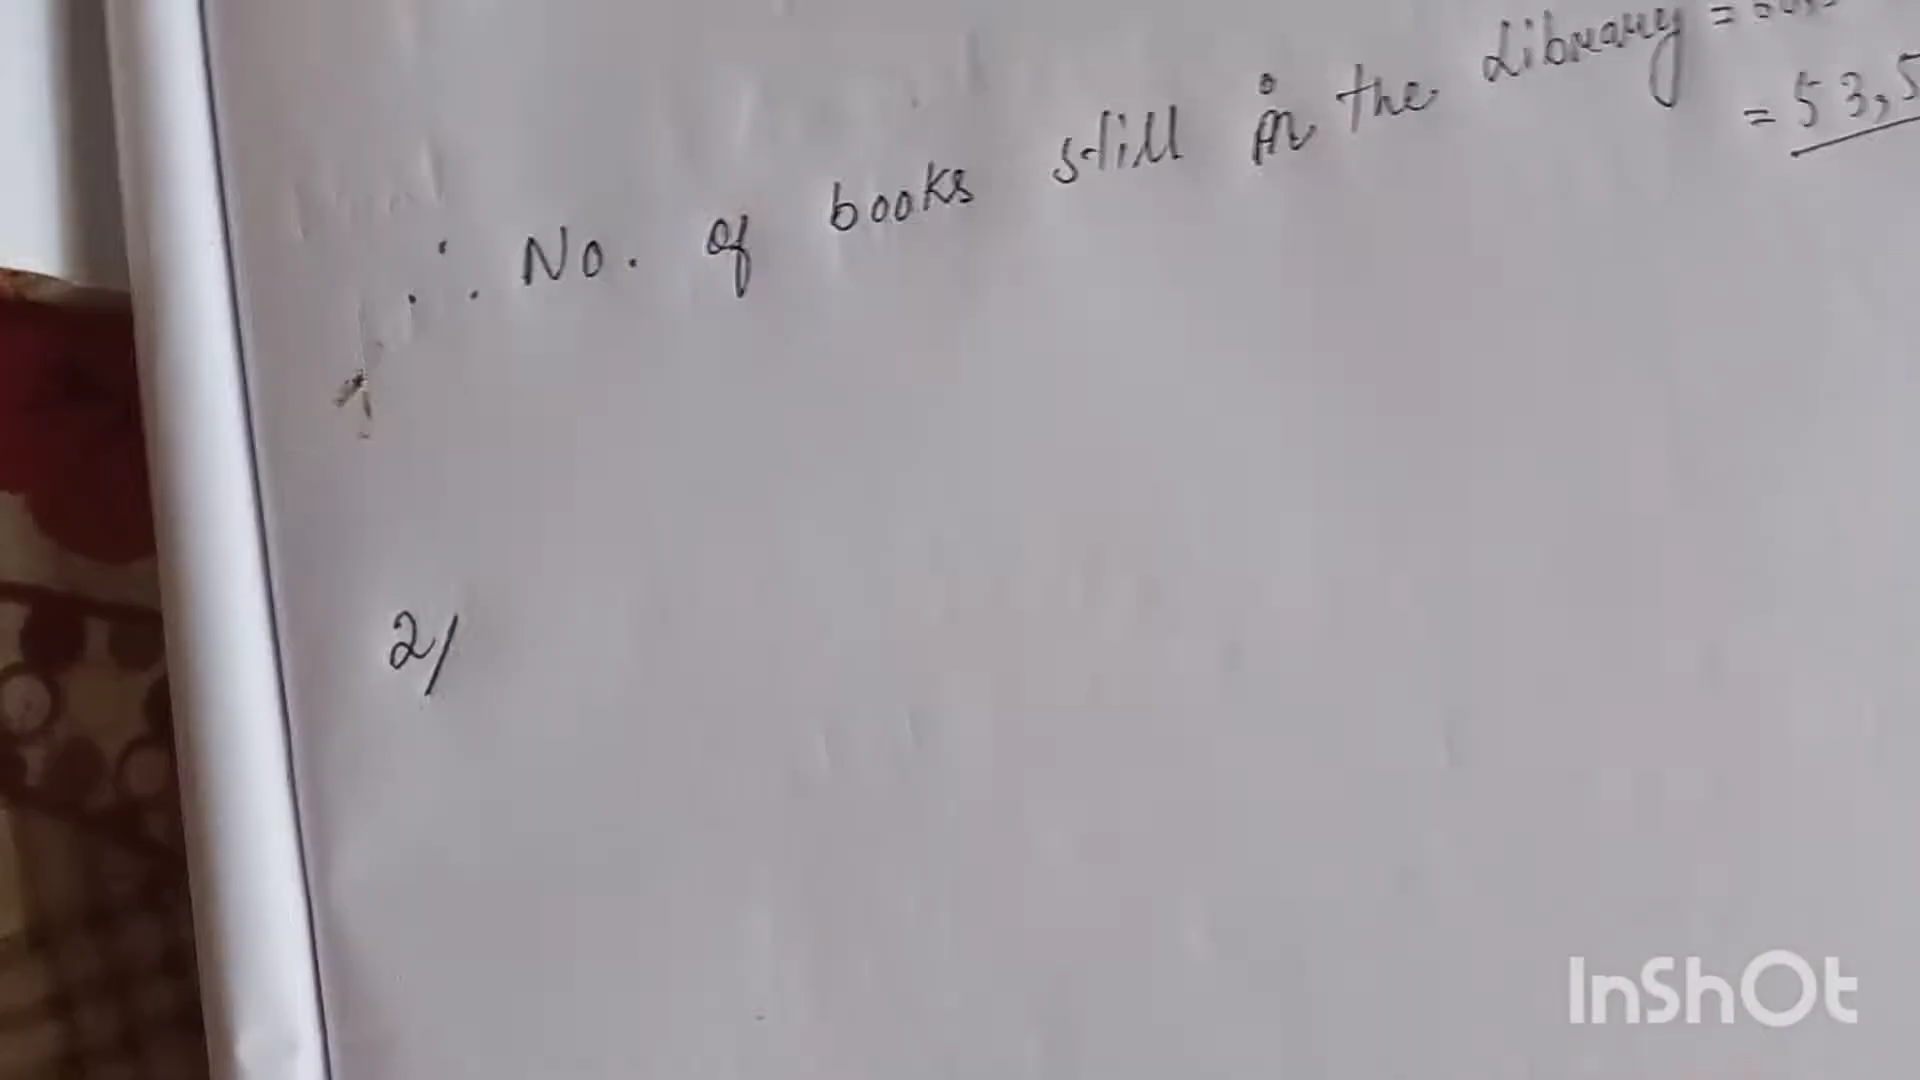 ∴ No. of books still in the Library =
= 53,5
2/
InShOt